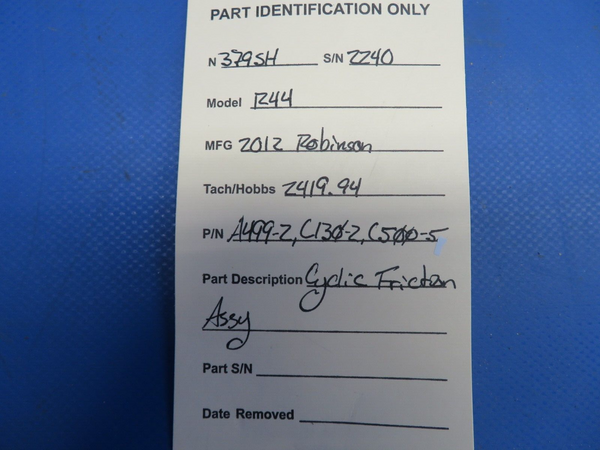 PART IDENTIFICATION ONLY
N 379SH S/N 2240
Model R44
MFG 2012 Robinson
Tach/Hobbs 2419.94
P/N A499-2, C130-2, C500-5
Part Description Cyclic Friction
Assy
Part S/N
Date Removed